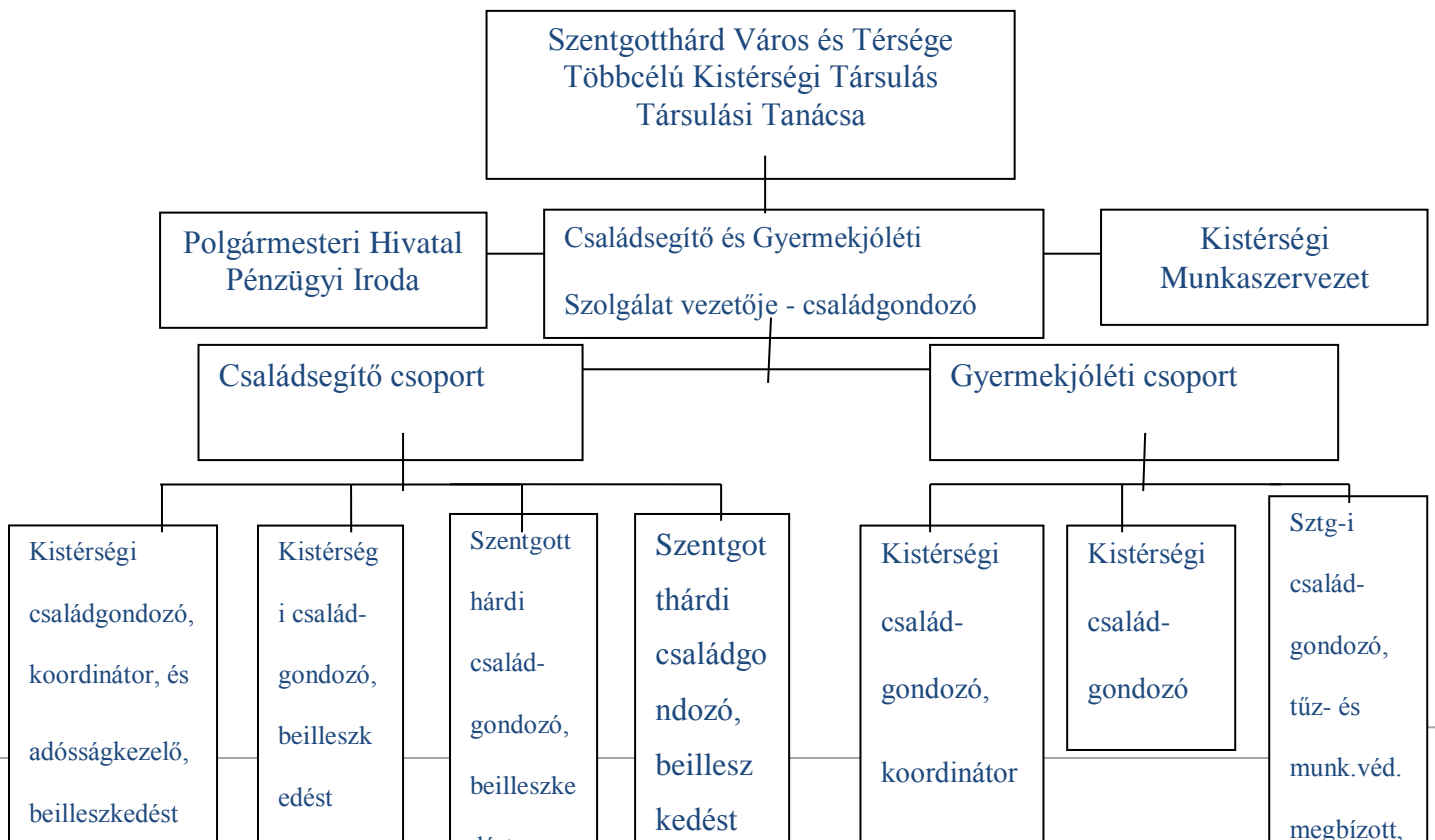 Szentgotthárd Város és Térsége
Többcélú Kistérségi Társulás
Társulási Tanácsa
Polgármesteri Hivatal
Pénzügyi Iroda
Családsegítő és Gyermekjóléti
Szolgálat vezetője - családgondozó
Kistérségi
Munkaszervezet
Családsegítő csoport
Gyermekjóléti csoport
Kistérségi
családgondozó,
koordinátor, és
adósságkezelő,
beilleszkedést
Kistérség
i család-
gondozó,
beilleszk
edést
Szentgott
hárdi
család-
gondozó,
beilleszke
Szentgot
thárdi
családgo
ndozó,
beillesz
kedést
Kistérségi
család-
gondozó,
koordinátor
Kistérségi
család-
gondozó
Sztg-i
család-
gondozó,
tűz- és
munk.véd.
megbízott,